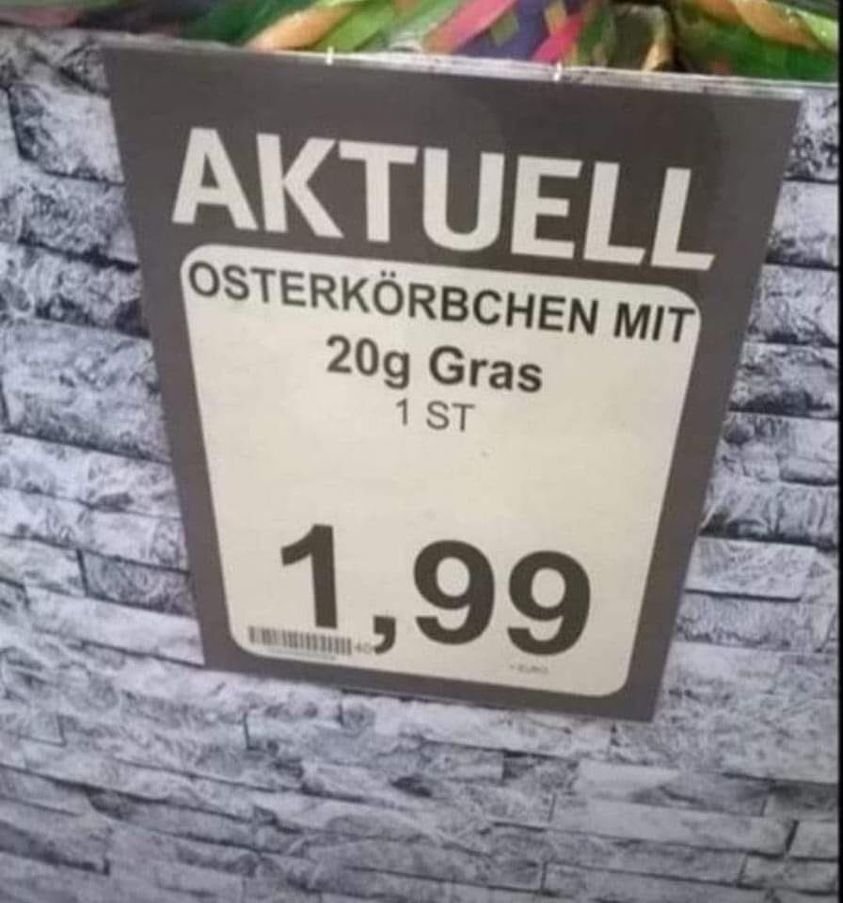 AKTUELL
OSTERKÖRBCHEN MIT
20g Gras
1 ST
1,99